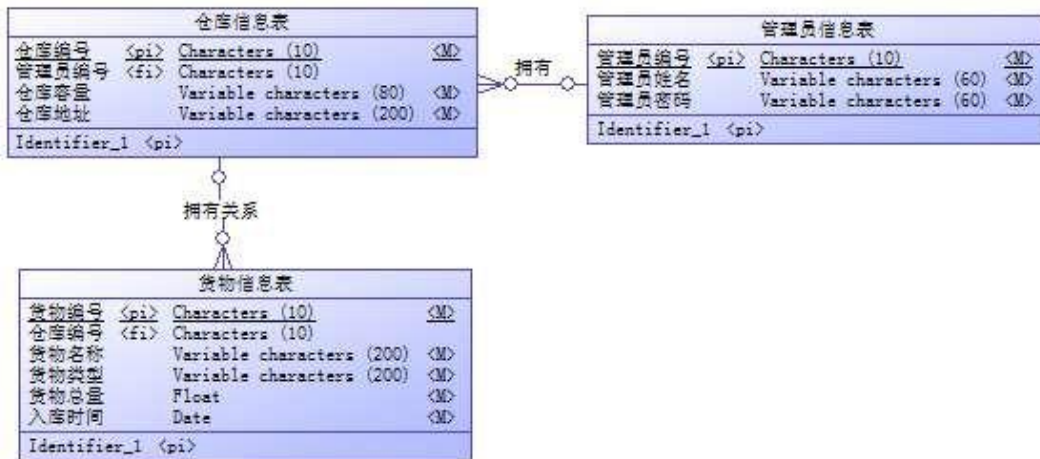 仓库信息表
仓库编号 <pi> Characters (10) <M>
管理员编号 <fi> Characters (10)
仓库容量 Variable characters (80) <M>
仓库地址 Variable characters (200) <M>
Identifier_1 <pi>
拥有
管理员信息表
管理员编号 <pi> Characters (10) <M>
管理员姓名 Variable characters (60) <M>
管理员密码 Variable characters (60) <M>
Identifier_1 <pi>
拥有关系
货物信息表
货物编号 <pi> Characters (10) <M>
仓库编号 <fi> Characters (10)
货物名称 Variable characters (200) <M>
货物类型 Variable characters (200) <M>
货物总量 Float <M>
入库时间 Date <M>
Identifier_1 <pi>